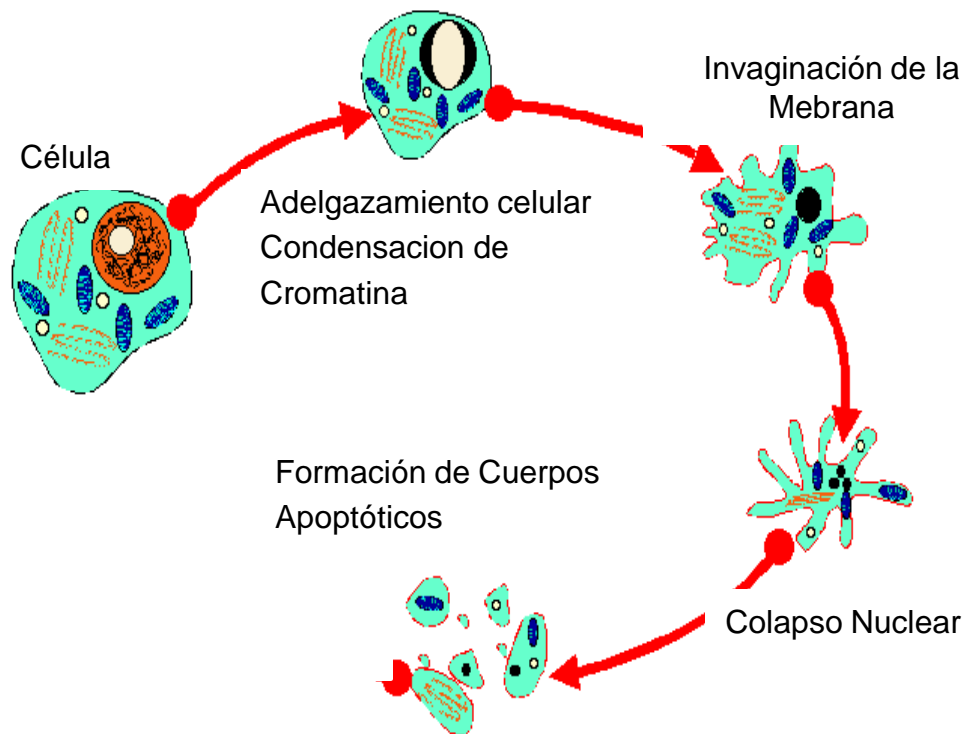 Célula
Adelgazamiento celular
Condensacion de
Cromatina
Invaginación de la
Mebrana
Colapso Nuclear
Formación de Cuerpos
Apoptóticos